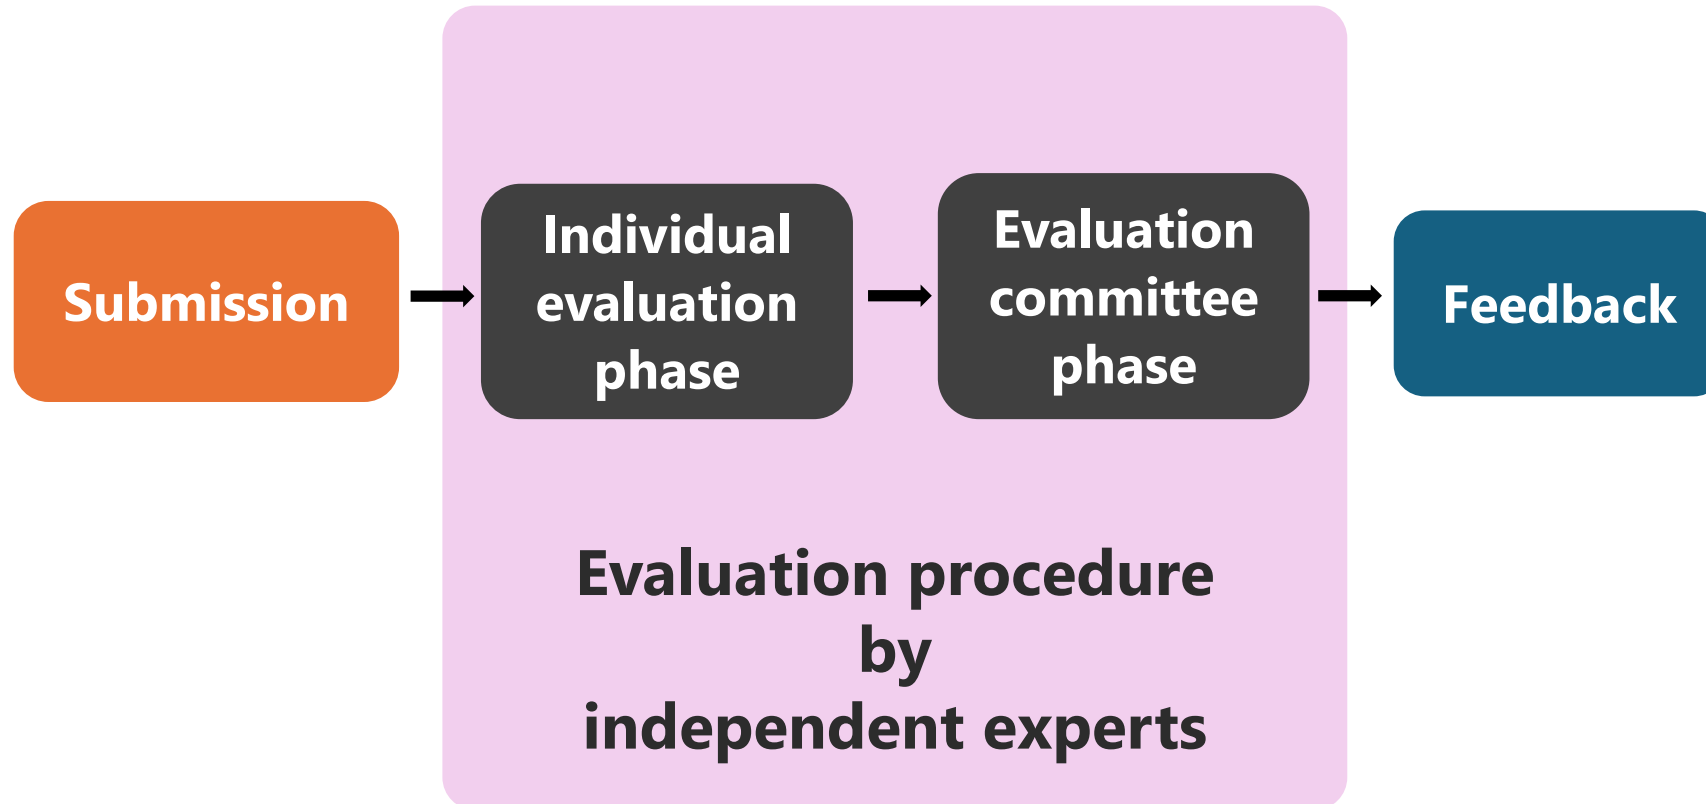 Submission
Individual
evaluation
phase
Evaluation
committee
phase
Feedback
Evaluation procedure
by
independent experts